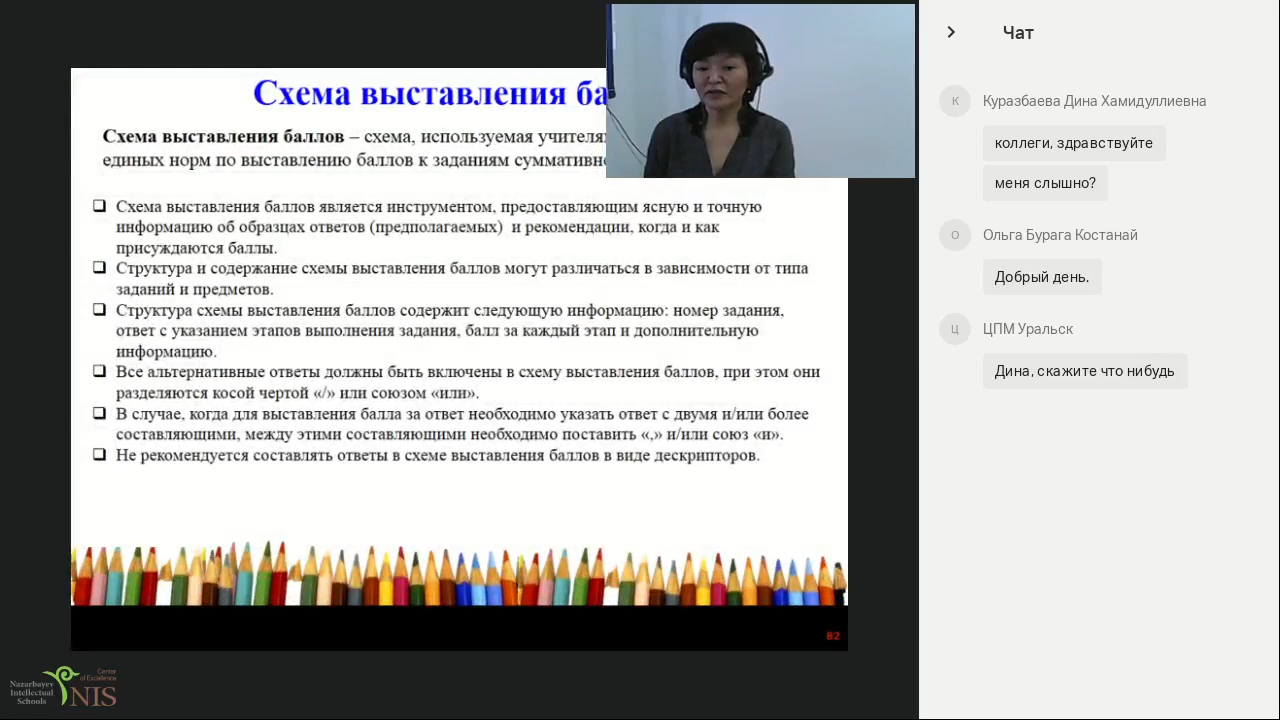 Схема выставления
Схема выставления баллов – схема, используемая
единых норм по выставлению баллов к заданиям
❑ Схема выставления баллов является инструментом, предоставляющим ясную и точную
информацию об образцах ответов (предполагаемых) и рекомендации, когда и как
присуждаются баллы.
❑ Структура и содержание схемы выставления баллов могут различаться в зависимости от типа
заданий и предметов.
❑ Структура схемы выставления баллов содержит следующую информацию: номер задания,
ответ с указанием этапов выполнения задания, балл за каждый этап и дополнительную
информацию.
❑ Все альтернативные ответы должны быть включены в схему выставления баллов, при этом они
разделяются косой чертой «/» или союзом «или».
❑ В случае, когда для выставления балла за ответ необходимо указать ответ с двумя и/или более
составляющими, между этими составляющими необходимо поставить «,» и/или союз «и».
❑ Не рекомендуется составлять ответы в схеме выставления баллов в виде дескрипторов.
82
Nazarbayev
Intellectual
Schools
Center
of Excellence
NIS
Чат
К
Куразбаева Дина Хамидуллиевна
коллеги, здравствуйте
меня слышно?
О
Ольга Бурага Костанай
Добрый день.
Ц
ЦПМ Уральск
Дина, скажите что нибудь